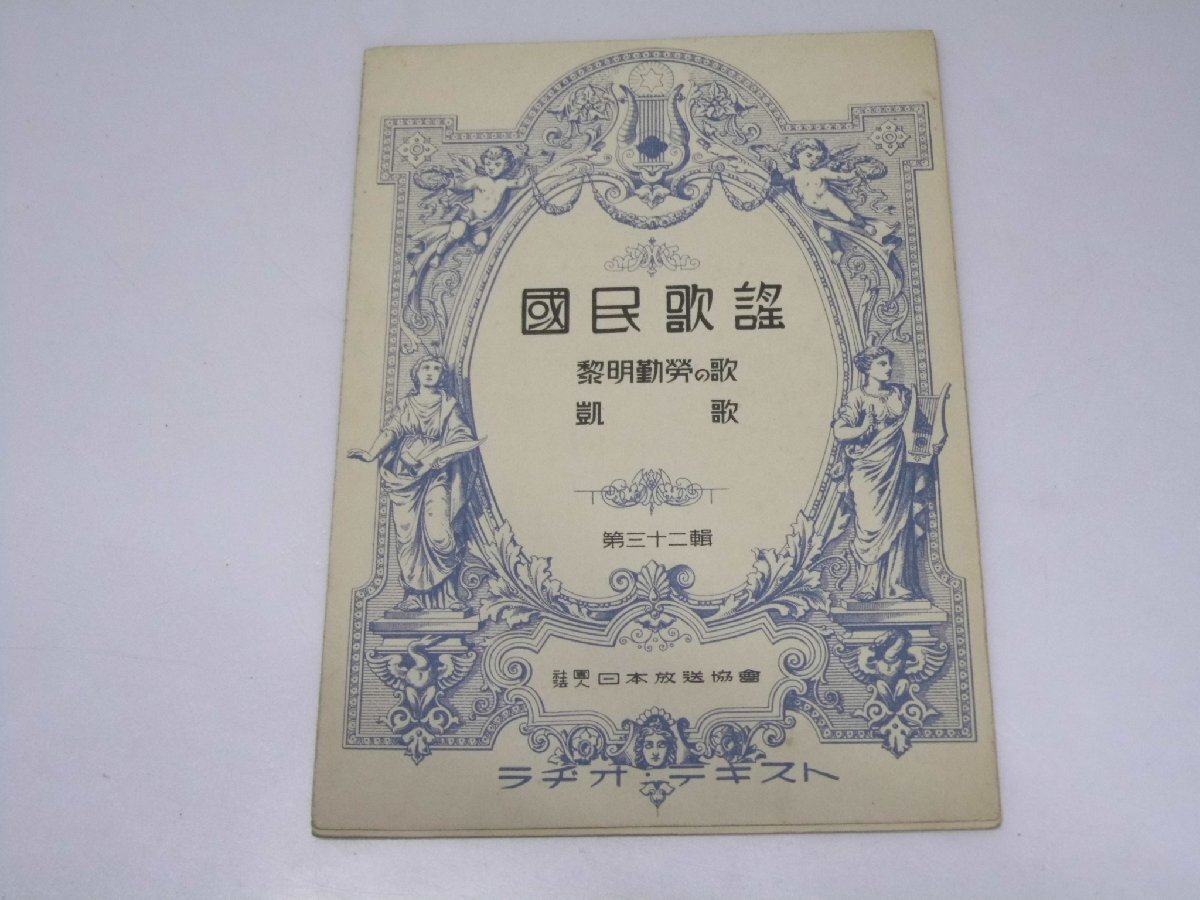 國民歌謠
黎明勤勞の歌
凱歌
第三十二輯
社團法人 日本放送協會
ラヂオ・テキスト